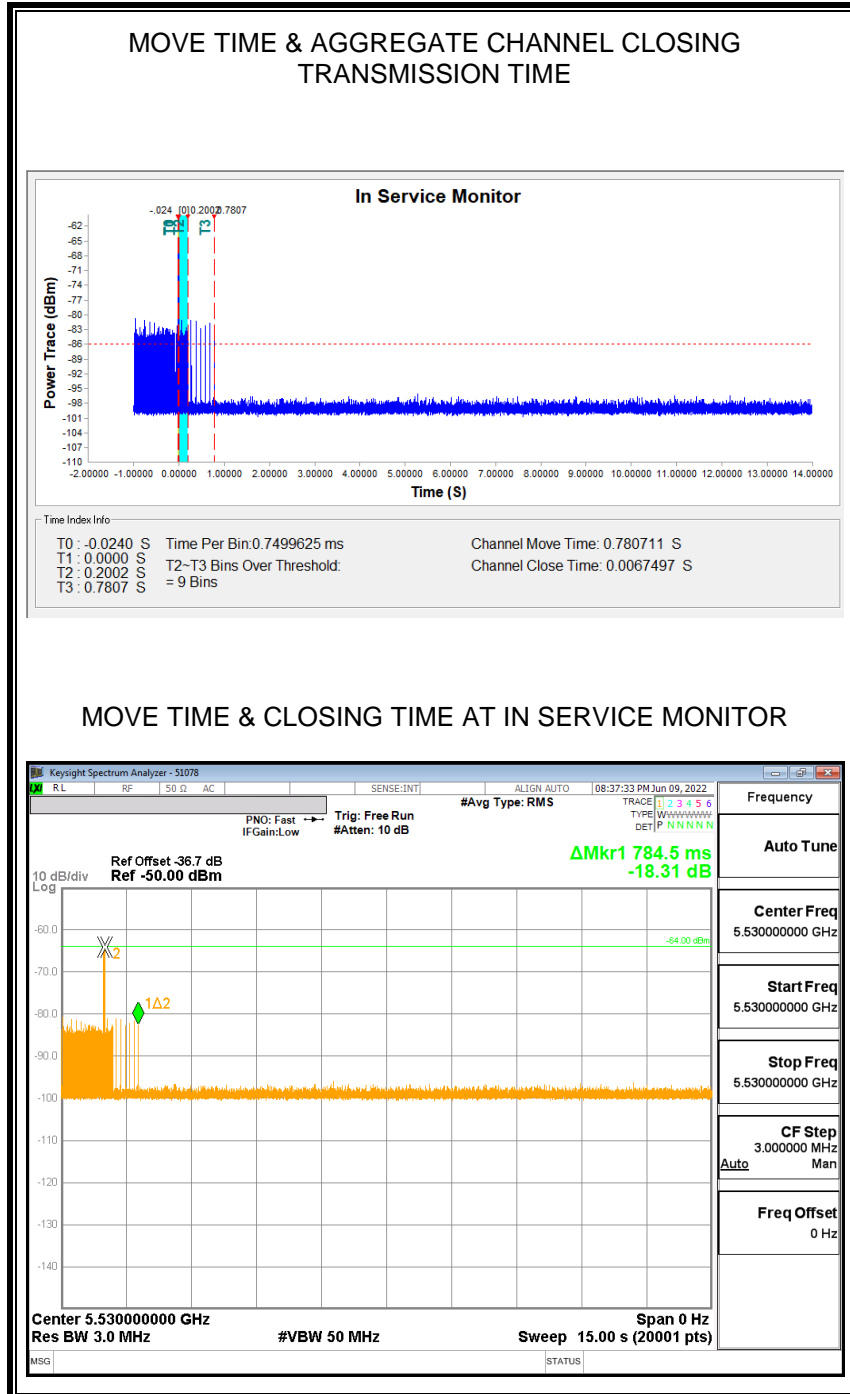 MOVE TIME & AGGREGATE CHANNEL CLOSING
TRANSMISSION TIME
In Service Monitor
-.024 [0]0.2002 0.7807
T0 T2 T3
Power Trace (dBm)
-62
-65
-68
-71
-74
-77
-80
-83
-86
-89
-92
-95
-98
-101
-104
-107
-110
-2.00000 -1.00000 0.00000 1.00000 2.00000 3.00000 4.00000 5.00000 6.00000 7.00000 8.00000 9.00000 10.00000 11.00000 12.00000 13.00000 14.00000
Time (S)
Time Index Info
T0 : -0.0240 S Time Per Bin:0.7499625 ms Channel Move Time: 0.780711 S
T1 : 0.0000 S T2~T3 Bins Over Threshold: Channel Close Time: 0.0067497 S
T2 : 0.2002 S = 9 Bins
T3 : 0.7807 S
MOVE TIME & CLOSING TIME AT IN SERVICE MONITOR
Keysight Spectrum Analyzer - 51078
LXI RL RF 50 Ω AC SENSE:INT ALIGN AUTO 08:37:33 PM Jun 09, 2022
PNO: Fast Trig: Free Run #Avg Type: RMS TRACE 1 2 3 4 5 6
IFGain:Low #Atten: 10 dB TYPE WWWWWW
DET P N N N N N
ΔMkr1 784.5 ms
-18.31 dB
Ref Offset -36.7 dB
10 dB/div Ref -50.00 dBm
Log
-60.0
-64.00 dBm
2
-70.0
1Δ2
-80.0
-90.0
-100
-110
-120
-130
-140
Center 5.530000000 GHz Span 0 Hz
Res BW 3.0 MHz #VBW 50 MHz Sweep 15.00 s (20001 pts)
MSG STATUS
Frequency
Auto Tune
Center Freq
5.530000000 GHz
Start Freq
5.530000000 GHz
Stop Freq
5.530000000 GHz
CF Step
3.000000 MHz
Auto Man
Freq Offset
0 Hz